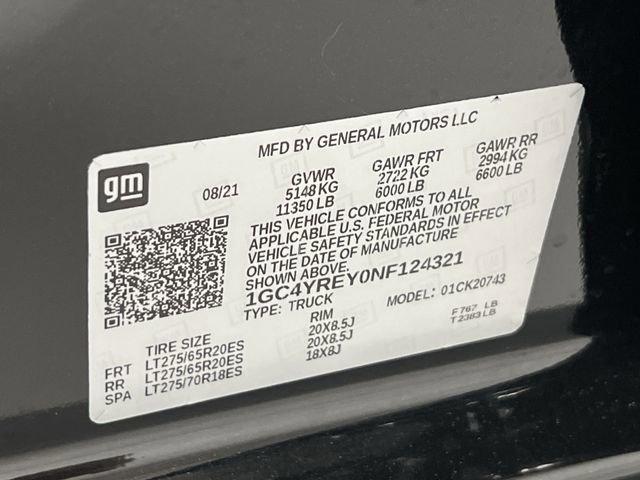 MFD BY GENERAL MOTORS LLC
gm
08/21
GVWR
5148 KG
11350 LB
GAWR FRT
2722 KG
6000 LB
GAWR RR
2994 KG
6600 LB
THIS VEHICLE CONFORMS TO ALL
APPLICABLE U.S. FEDERAL MOTOR
VEHICLE SAFETY STANDARDS IN EFFECT
ON THE DATE OF MANUFACTURE
SHOWN ABOVE.
1GC4YREY0NF124321
TYPE: TRUCK
MODEL: 01CK20743
F767 LB
T2383LB
TIRE SIZE RIM
FRT LT275/65R20ES 20X8.5J
RR LT275/65R20ES 20X8.5J
SPA LT275/70R18ES 18X8J